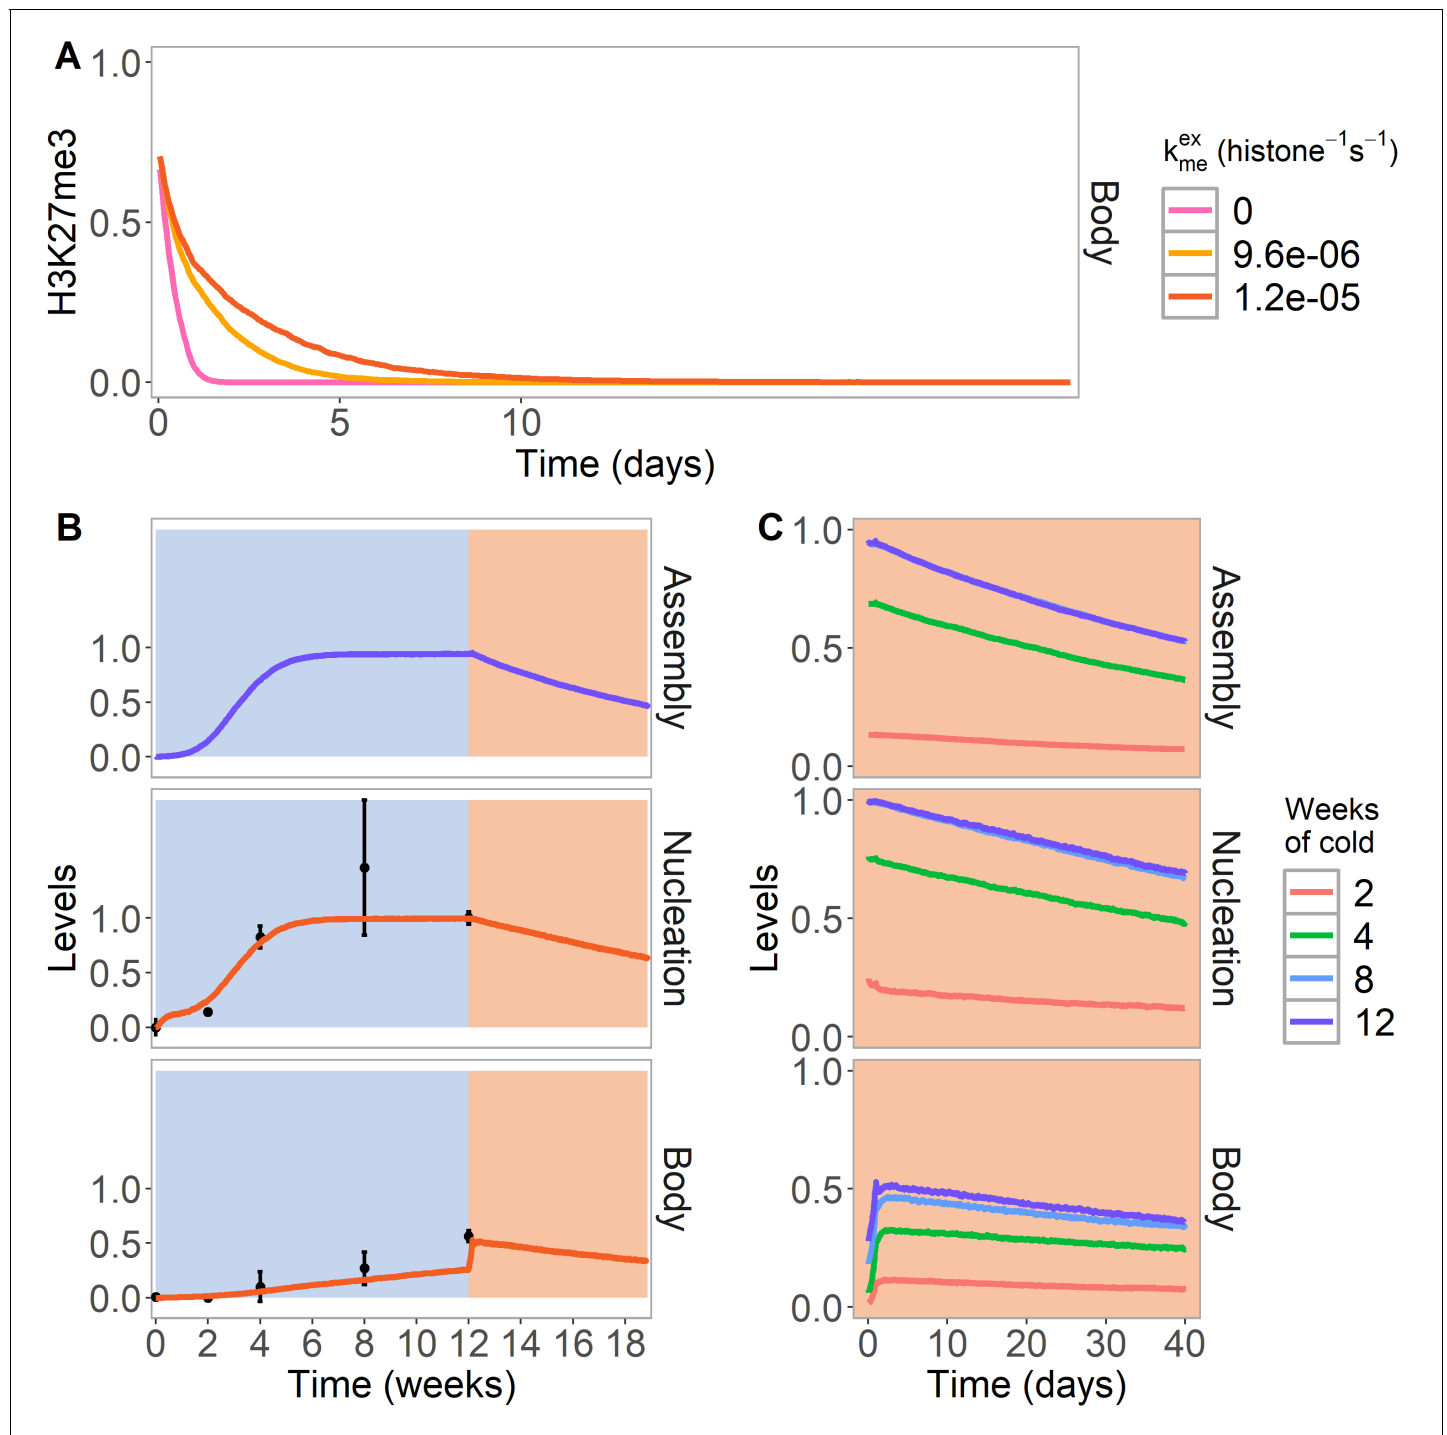 A
1.0
0.5
0.0
H3K27me3
0 5 10
Time (days)
Body
k_me^ex (histone⁻¹s⁻¹)
0
9.6e-06
1.2e-05
B
Levels
1.0
0.5
0.0
Assembly
1.0
0.5
0.0
Nucleation
1.0
0.5
0.0
Body
0 2 4 6 8 10 12 14 16 18
Time (weeks)
C
Levels
1.0
0.5
0.0
Assembly
1.0
0.5
0.0
Nucleation
1.0
0.5
0.0
Body
0 10 20 30 40
Time (days)
Weeks
of cold
2
4
8
12